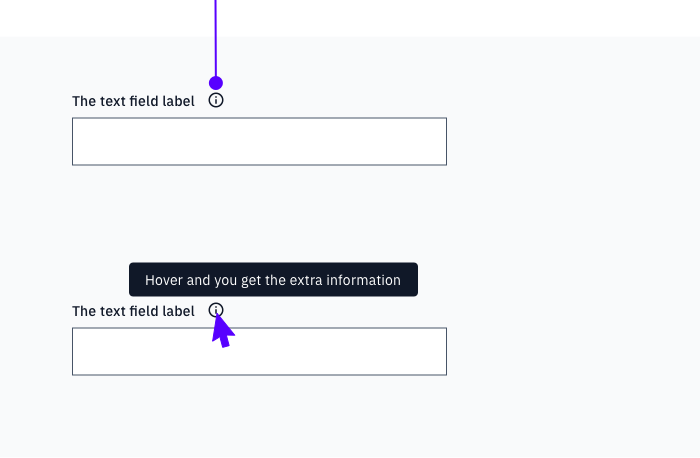 The text field label
Hover and you get the extra information
The text field label